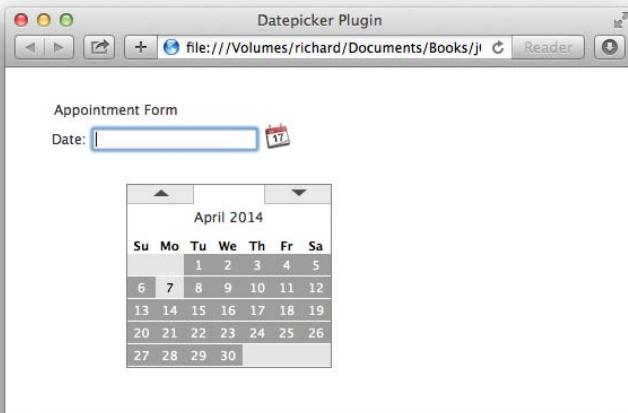 Datepicker Plugin
file:///Volumes/richard/Documents/Books/j
Reader
Appointment Form
Date:
17
April 2014
Su Mo Tu We Th Fr Sa
1 2 3 4 5
6 7 8 9 10 11 12
13 14 15 16 17 18 19
20 21 22 23 24 25 26
27 28 29 30